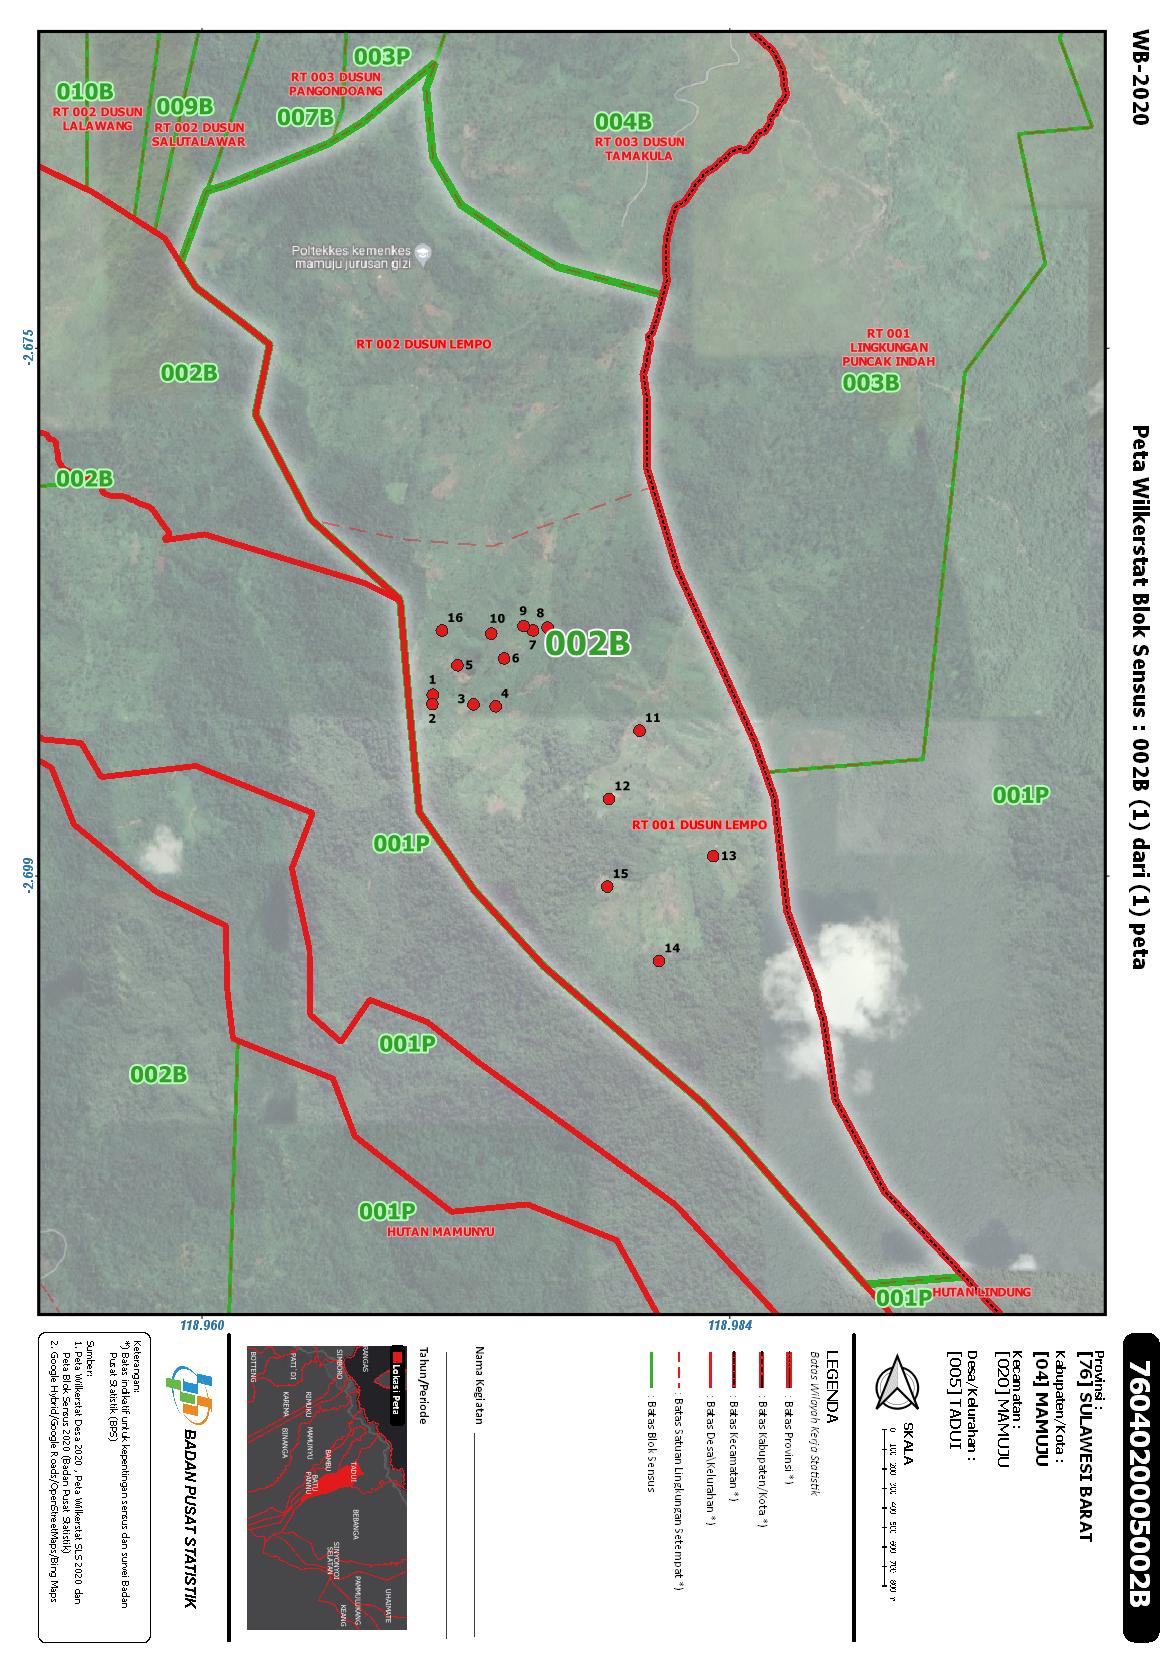 WB-2020
Peta Wilkerstat Blok Sensus : 002B (1) dari (1) peta
7604020005002B
003P
RT 003 DUSUN
PANGONDOANG
010B
RT 002 DUSUN
LALAWANG
009B
RT 002 DUSUN
SALUTALAWAR
007B
004B
RT 003 DUSUN
TAMAKULA
Poltekkes kemenkes
mamuju jurusan gizi
RT 002 DUSUN LEMPO
RT 001
LINGKUNGAN
PUNCAK INDAH
003B
002B
002B
16
10
9
8
7
002B
5
6
1
2
3
4
11
12
RT 001 DUSUN LEMPO
13
15
14
001P
001P
001P
002B
001P
HUTAN MAMUNYU
001P
HUTAN LINDUNG
-2.675
-2.699
118.960
118.984
Provinsi :
[76] SULAWESI BARAT
Kabupaten/Kota :
[04] MAMUJU
Kecamatan :
[020] MAMUJU
Desa/Kelurahan :
[005] TADUI
SKALA
0 100 200 300 400 500 600 700 800
LEGENDA
Batas Wilayah Kerja Statistik
: Batas Provinsi *)
: Batas Kabupaten/Kota *)
: Batas Kecamatan *)
: Batas Desa\Kelurahan *)
: Batas Satuan Lingkungan Setempat *)
: Batas Blok Sensus
Nama Kegiatan
Tahun/Periode
Lokasi Peta
RANGAS
SIMBORO
PATI DI
BOTTENG
RIMUKU
KAREMA
MAMUNYU
BINANGA
BAMBU
TADUI
BATU
PANNU
BEBANGA
SINYONYOI
SELATAN
PAMMULUKANG
KEANG
UHAIMATE
BADAN PUSAT STATISTIK
Keterangan:
*) Batas indikatif untuk kepentingan sensus dan survei Badan
Pusat Statistik (BPS)
Sumber:
1. Peta Wilkerstat Desa 2020 , Peta Wilkerstat SLS 2020 dan
Peta Blok Sensus 2020 (Badan Pusat Statistik)
2. Google Hybrid/Google Roads/OpenStreetMaps/Bing Maps